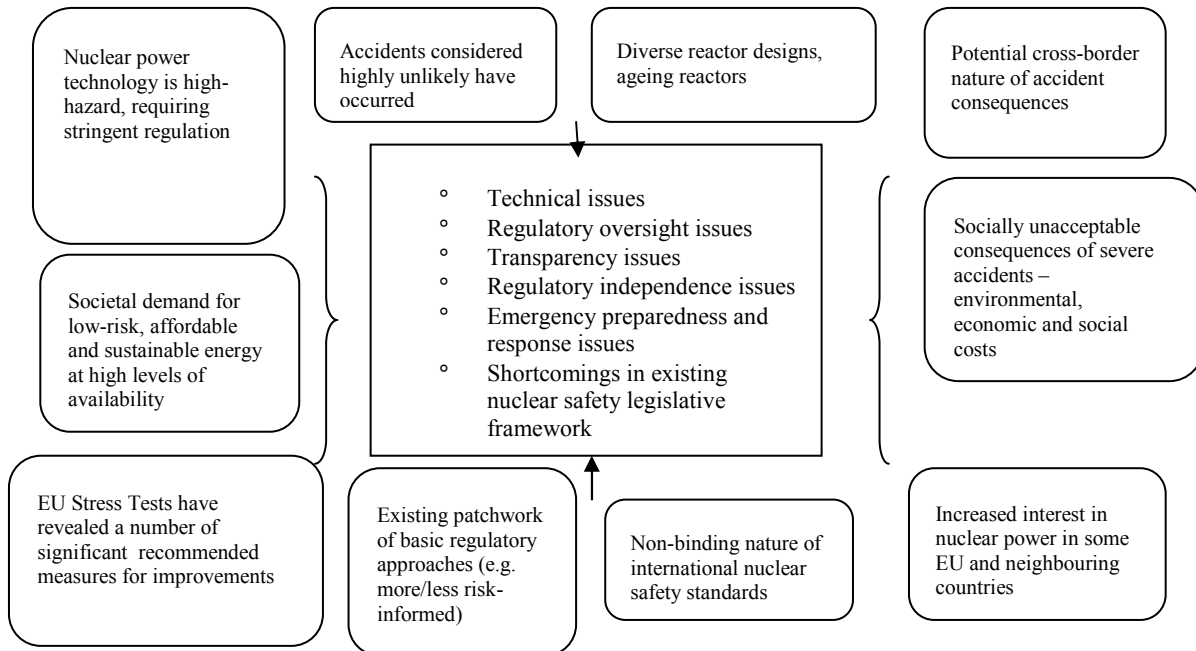 Nuclear power
technology is high-
hazard, requiring
stringent regulation
Accidents considered
highly unlikely have
occurred
Diverse reactor designs,
ageing reactors
Potential cross-border
nature of accident
consequences
° Technical issues
° Regulatory oversight issues
° Transparency issues
° Regulatory independence issues
° Emergency preparedness and
response issues
° Shortcomings in existing
nuclear safety legislative
framework
Societal demand for
low-risk, affordable
and sustainable energy
at high levels of
availability
Socially unacceptable
consequences of severe
accidents –
environmental,
economic and social
costs
EU Stress Tests have
revealed a number of
significant recommended
measures for improvements
Existing patchwork
of basic regulatory
approaches (e.g.
more/less risk-
informed)
Non-binding nature of
international nuclear
safety standards
Increased interest in
nuclear power in some
EU and neighbouring
countries